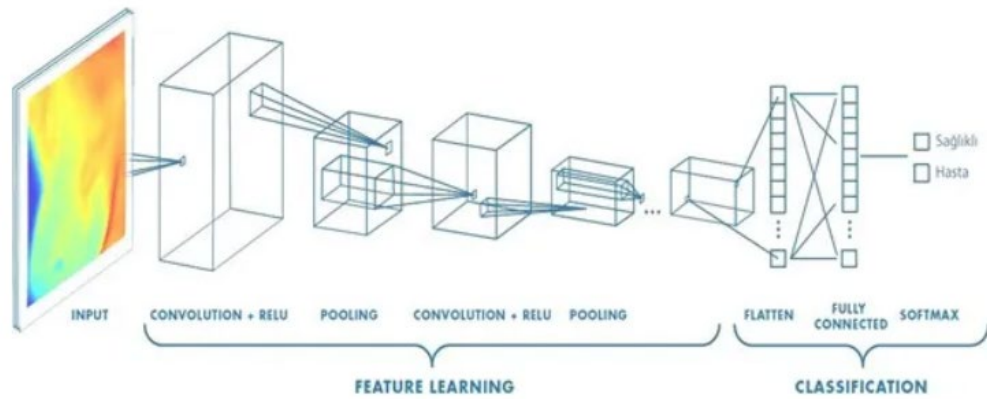 Sağlıklı
Hasta
INPUT
CONVOLUTION + RELU
POOLING
CONVOLUTION + RELU
POOLING
FLATTEN
FULLY
CONNECTED
SOFTMAX
FEATURE LEARNING
CLASSIFICATION